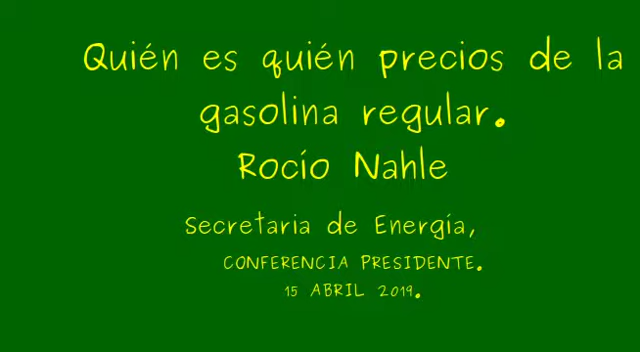 Quién es quién precios de la
gasolina regular.
Rocío Nahle
Secretaria de Energía,
CONFERENCIA PRESIDENTE.
15 ABRIL 2019.